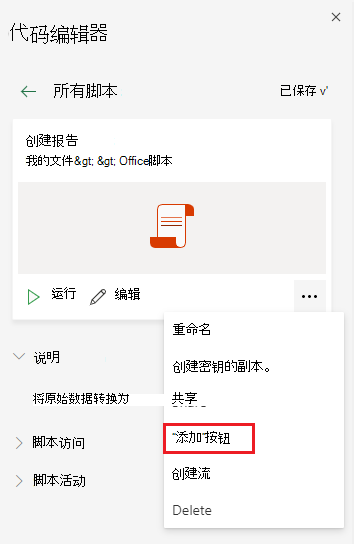 代码编辑器
所有脚本
已保存
创建报告
我的文件&gt; &gt; Office脚本
运行
编辑
重命名
创建密钥的副本。
说明
将原始数据转换为
共享
"添加"按钮
脚本访问
创建流
脚本活动
Delete